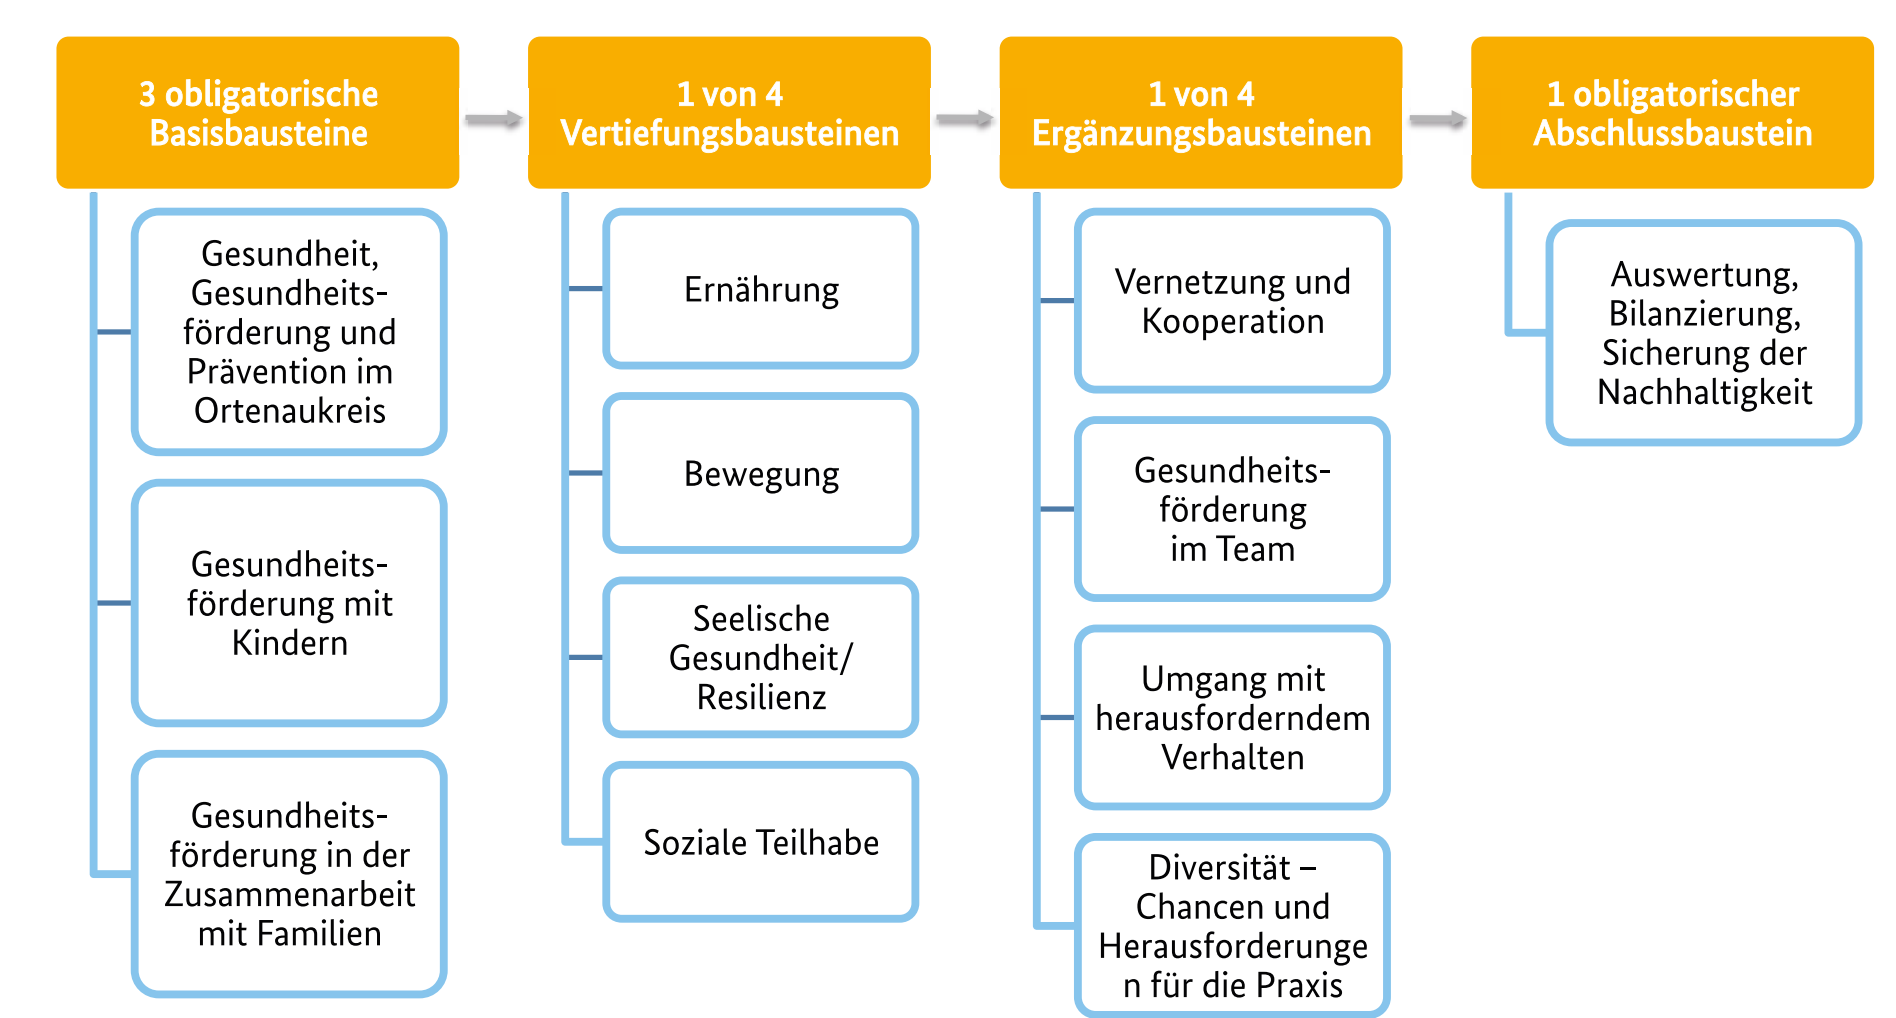 3 obligatorische
Basisbausteine
Gesundheit,
Gesundheits-
förderung und
Prävention im
Ortenaukreis
Gesundheits-
förderung mit
Kindern
Gesundheits-
förderung in der
Zusammenarbeit
mit Familien
1 von 4
Vertiefungsbausteinen
Ernährung
Bewegung
Seelische
Gesundheit/
Resilienz
Soziale Teilhabe
1 von 4
Ergänzungsbausteinen
Vernetzung und
Kooperation
Gesundheits-
förderung
im Team
Umgang mit
herausforderndem
Verhalten
Diversität –
Chancen und
Herausforderunge
n für die Praxis
1 obligatorischer
Abschlussbaustein
Auswertung,
Bilanzierung,
Sicherung der
Nachhaltigkeit